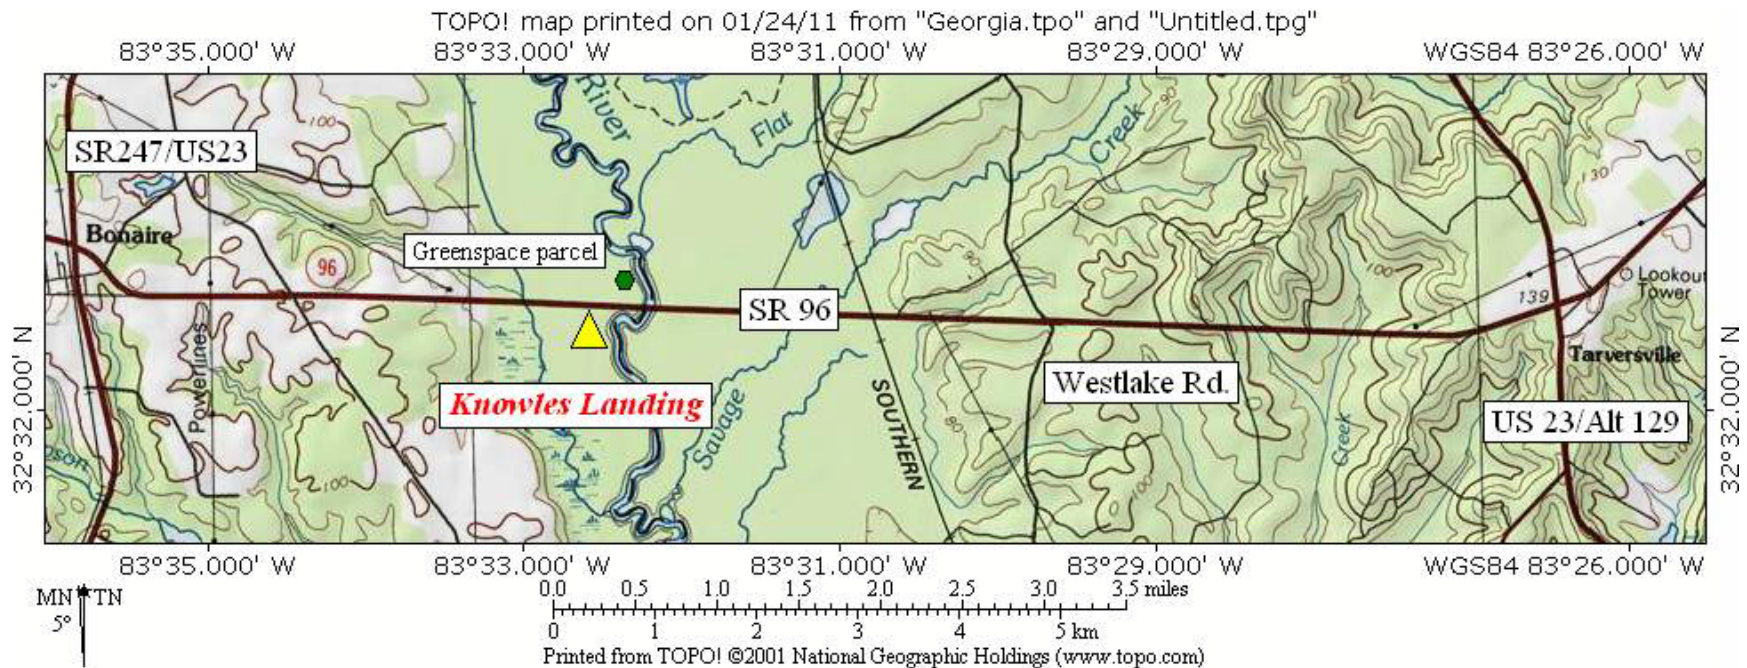 TOPO! map printed on 01/24/11 from "Georgia.tpo" and "Untitled.tpg"
83°35.000' W 83°33.000' W 83°31.000' W 83°29.000' W WGS84 83°26.000' W
River
Flat
Creek
90
100
SR247/US23
130
Bonaire
Greenspace parcel
96
90
100
Lookout
Tower
139
SR 96
Powerlines
Tarversville
32°32.000' N
32°32.000' N
Westlake Rd.
Knowles Landing
SOUTHERN
80
Savage
Creek
US 23/Alt 129
100
100
83°35.000' W 83°33.000' W 83°31.000' W 83°29.000' W WGS84 83°26.000' W
MN TN
5°
0.0 0.5 1.0 1.5 2.0 2.5 3.0 3.5 miles
0 1 2 3 4 5 km
Printed from TOPO! ©2001 National Geographic Holdings (www.topo.com)